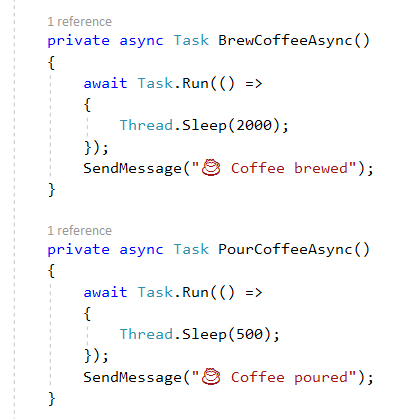 1 reference
private async Task BrewCoffeeAsync()
{
await Task.Run(() =>
{
Thread.Sleep(2000);
});
SendMessage("☕ Coffee brewed");
}
1 reference
private async Task PourCoffeeAsync()
{
await Task.Run(() =>
{
Thread.Sleep(500);
});
SendMessage("☕ Coffee poured");
}